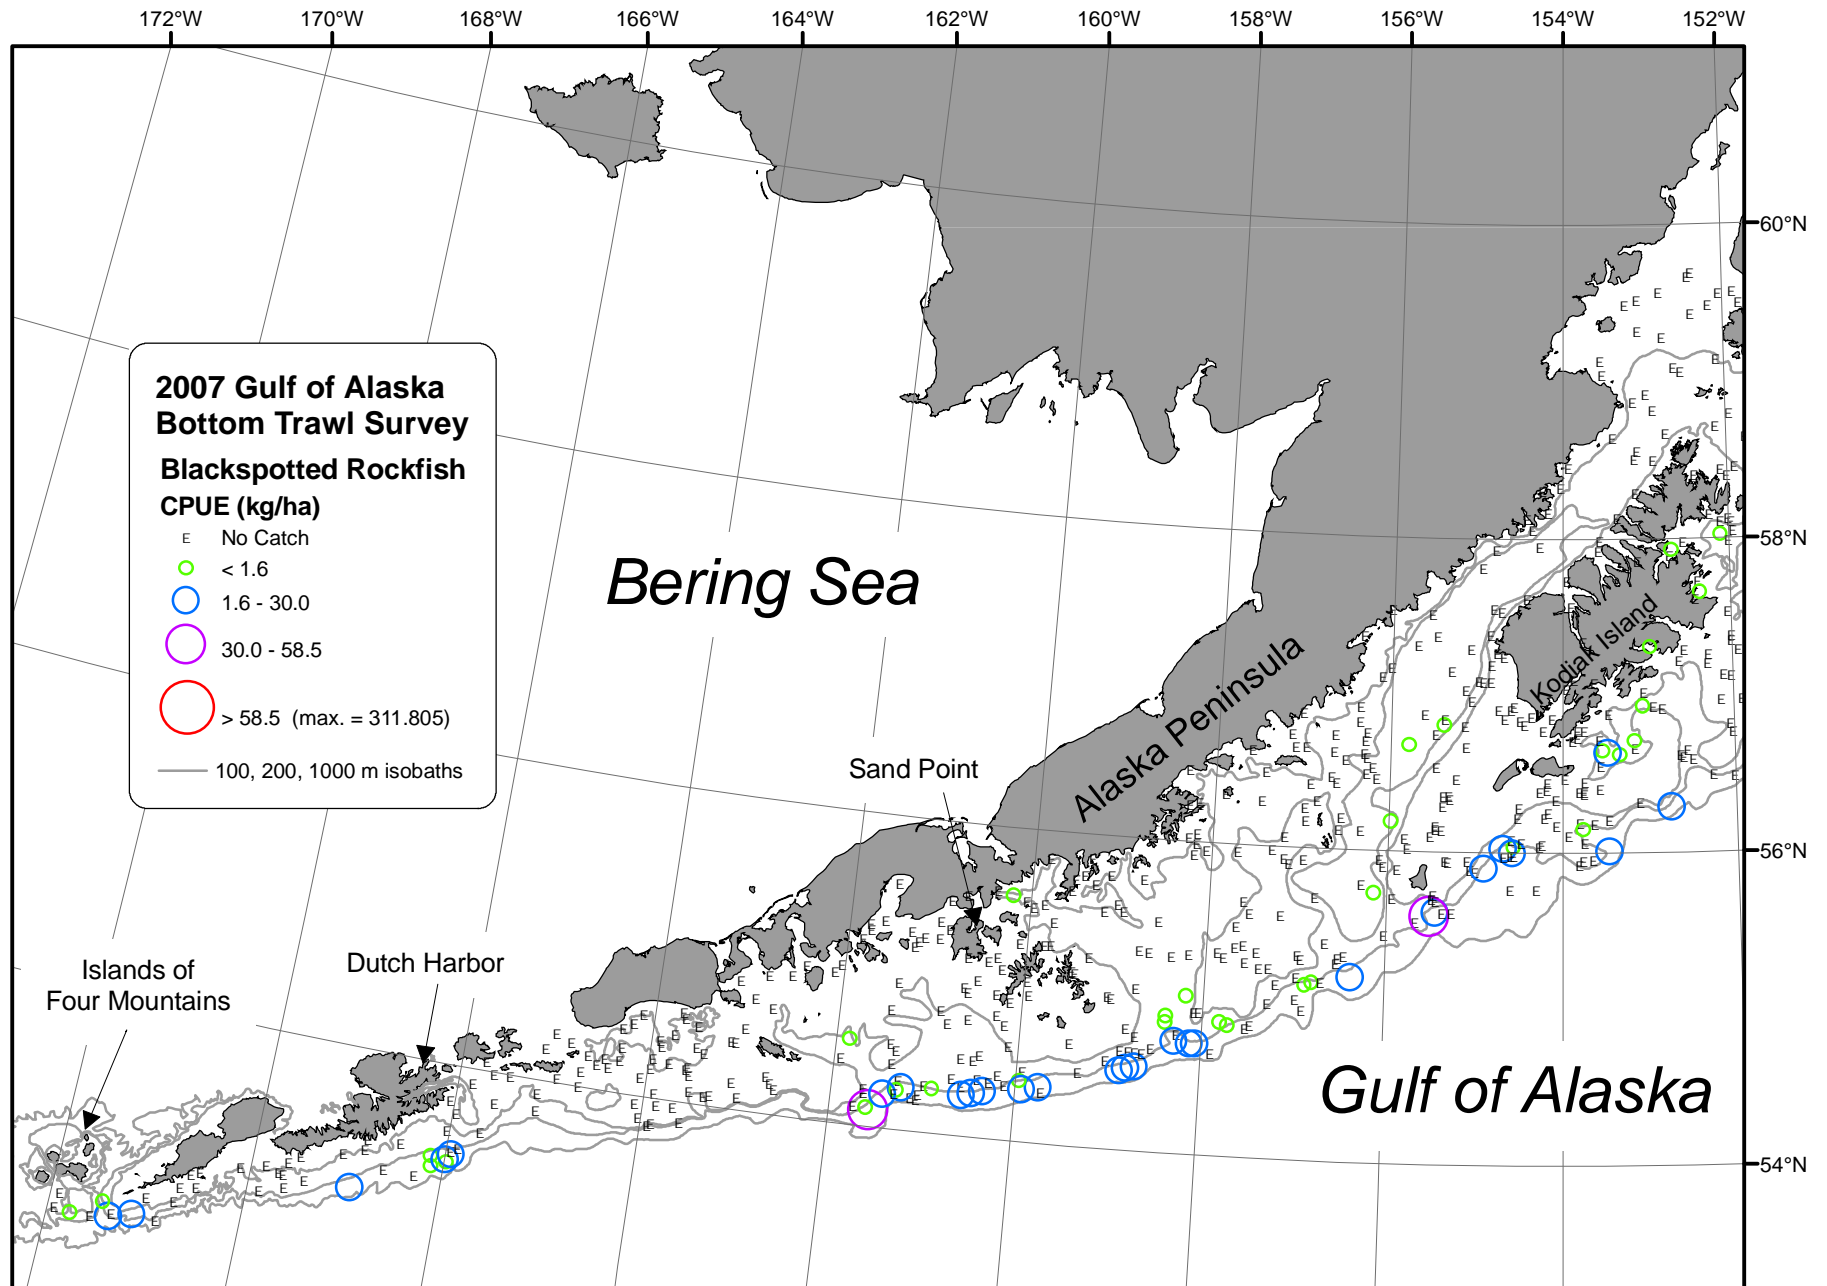 172°W 170°W 168°W 166°W 164°W 162°W 160°W 158°W 156°W 154°W 152°W
60°N
58°N
56°N
54°N
2007 Gulf of Alaska
Bottom Trawl Survey
Blackspotted Rockfish
CPUE (kg/ha)
E No Catch
< 1.6
1.6 - 30.0
30.0 - 58.5
> 58.5 (max. = 311.805)
100, 200, 1000 m isobaths
Bering Sea
Kodiak Island
Alaska Peninsula
Sand Point
Dutch Harbor
Islands of
Four Mountains
Gulf of Alaska